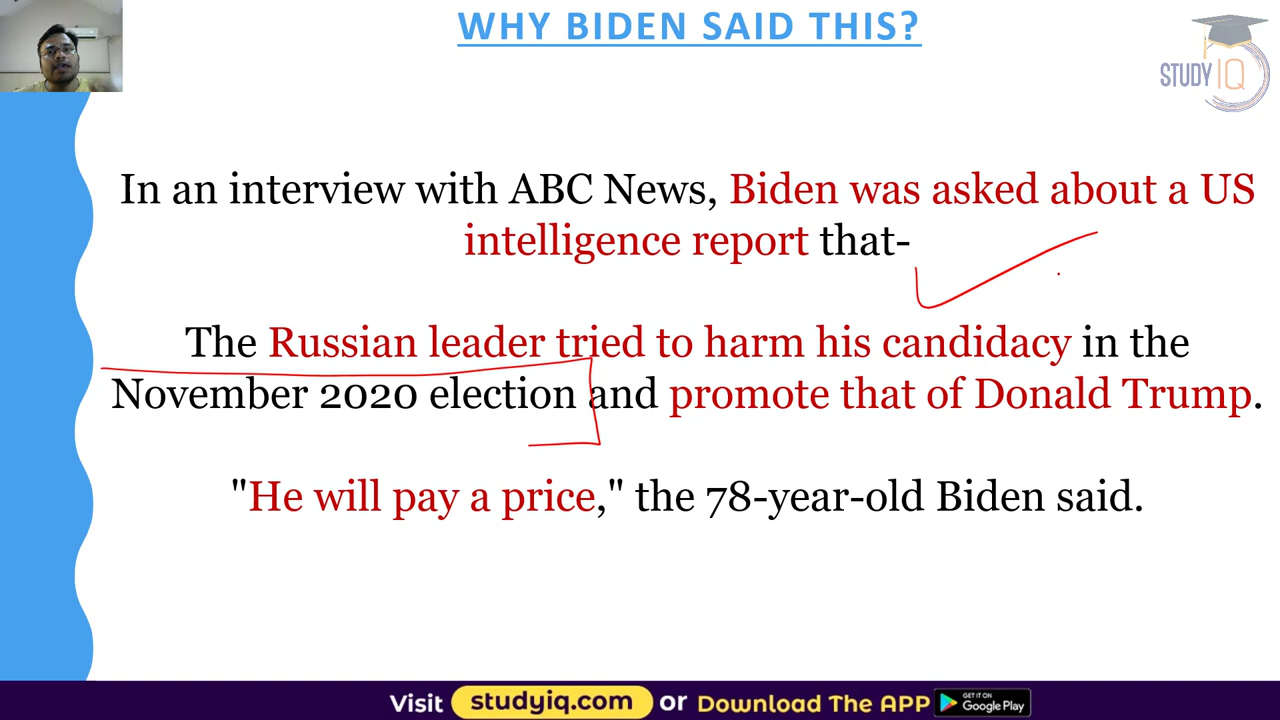 WHY BIDEN SAID THIS?
STUDY IQ
In an interview with ABC News, Biden was asked about a US
intelligence report that-
The Russian leader tried to harm his candidacy in the
November 2020 election and promote that of Donald Trump.
"He will pay a price," the 78-year-old Biden said.
Visit studyiq.com or Download The APP GET IT ON Google Play